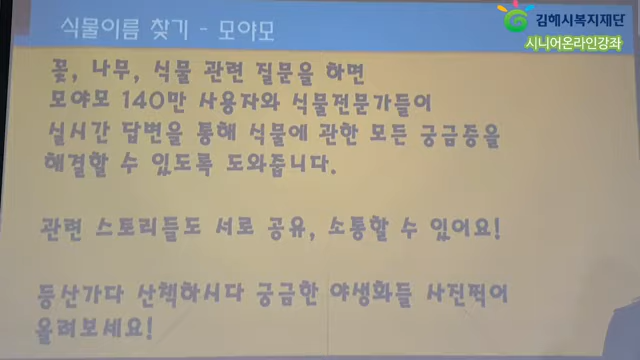 식물이름 찾기 - 모야모
김해시복지재단
시니어온라인강좌
꽃, 나무, 식물 관련 질문을 하면
모야모 140만 사용자와 식물전문가들이
실시간 답변을 통해 식물에 관한 모든 궁금증을
해결할 수 있도록 도와줍니다.
관련 스토리들도 서로 공유, 소통할 수 있어요!
등산가다 산책하시다 궁금한 야생화들 사진찍어
올려보세요!